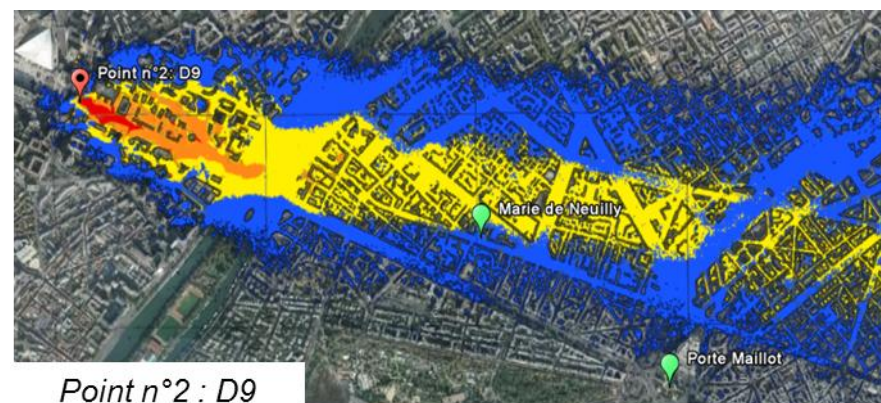 Point n°2: D9
Marie de Neuilly
Porte Maillot
Point n°2 : D9